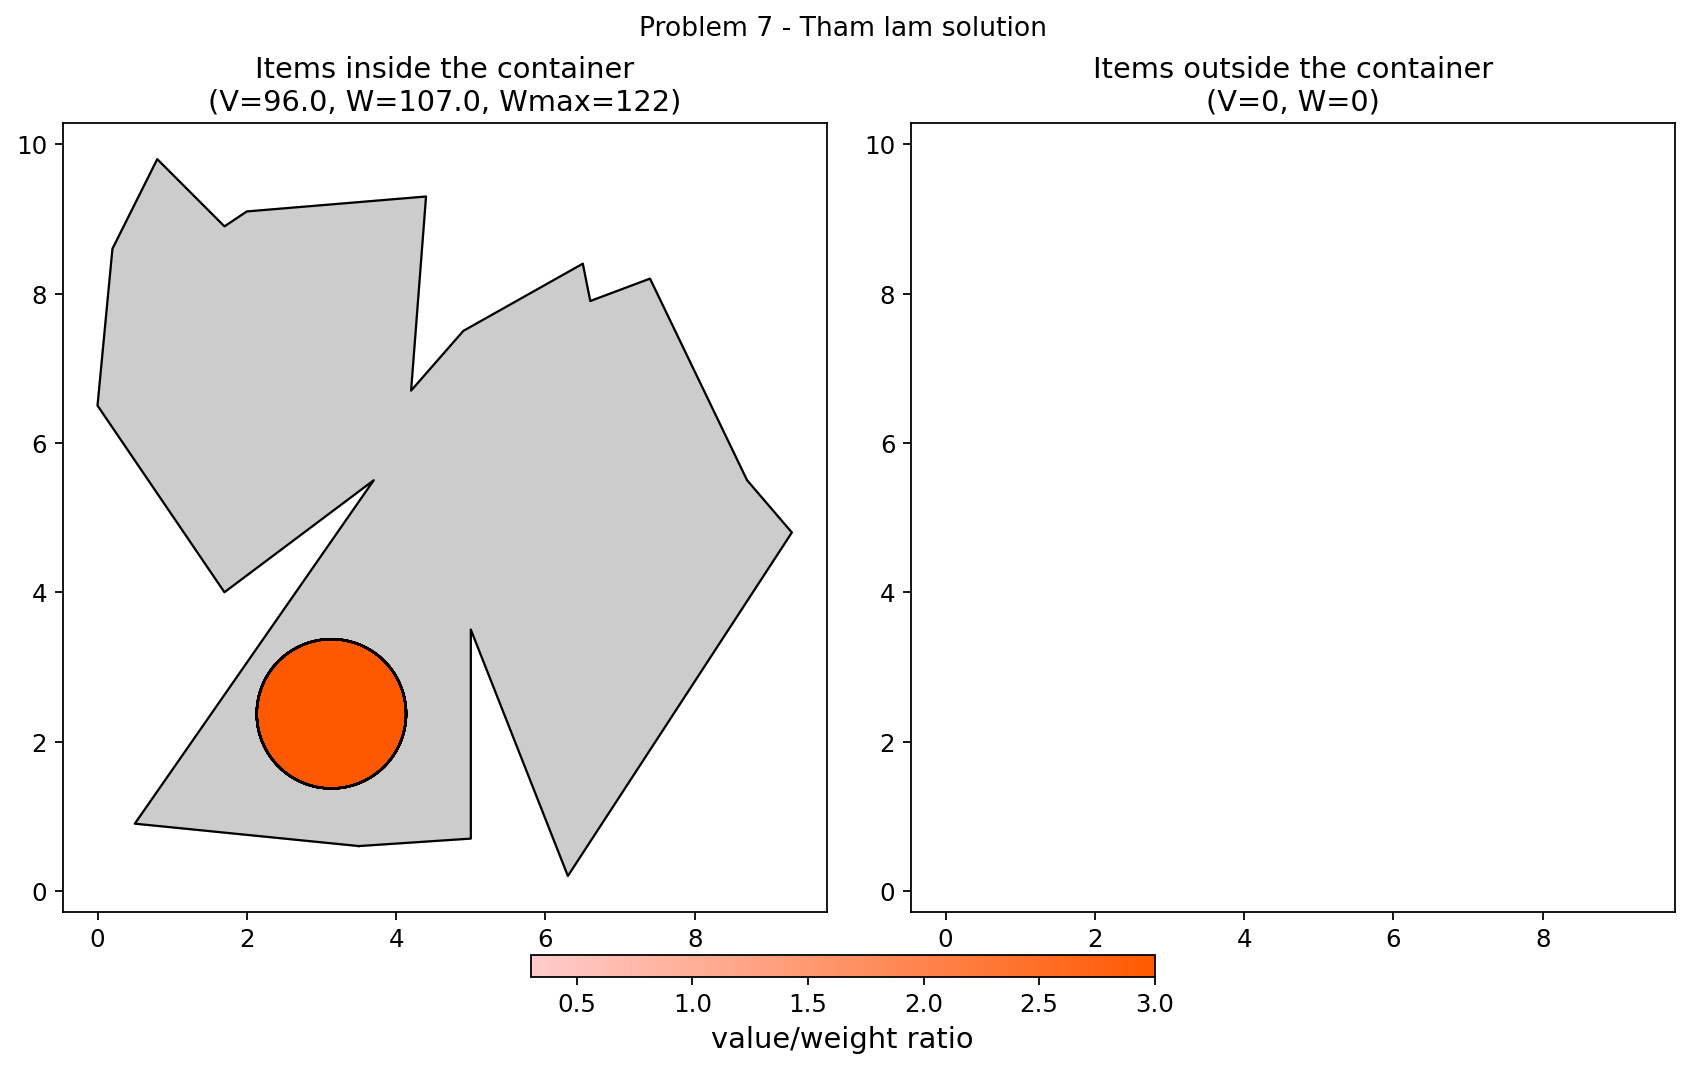 Problem 7 - Tham lam solution
Items inside the container
(V=96.0, W=107.0, Wmax=122)
Items outside the container
(V=0, W=0)
10
8
6
4
2
0
0 2 4 6 8
10
8
6
4
2
0
0 2 4 6 8
0.5 1.0 1.5 2.0 2.5 3.0
value/weight ratio